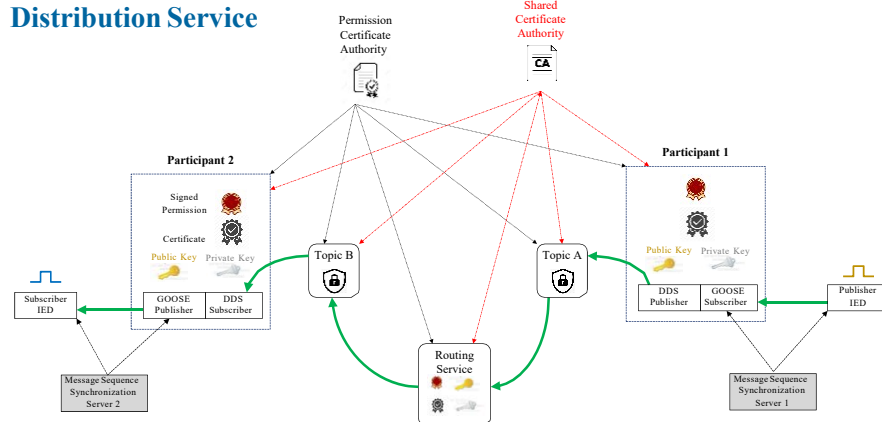 Distribution Service
Permission
Certificate
Authority
Shared
Certificate
Authority
CA
Participant 2
Participant 1
Signed
Permission
Certificate
Public Key Private Key
Public Key Private Key
Topic B
Topic A
Subscriber
IED
GOOSE
Publisher
DDS
Subscriber
DDS
Publisher
GOOSE
Subscriber
Publisher
IED
Routing
Service
Message Sequence
Synchronization
Server 2
Message Sequence
Synchronization
Server 1